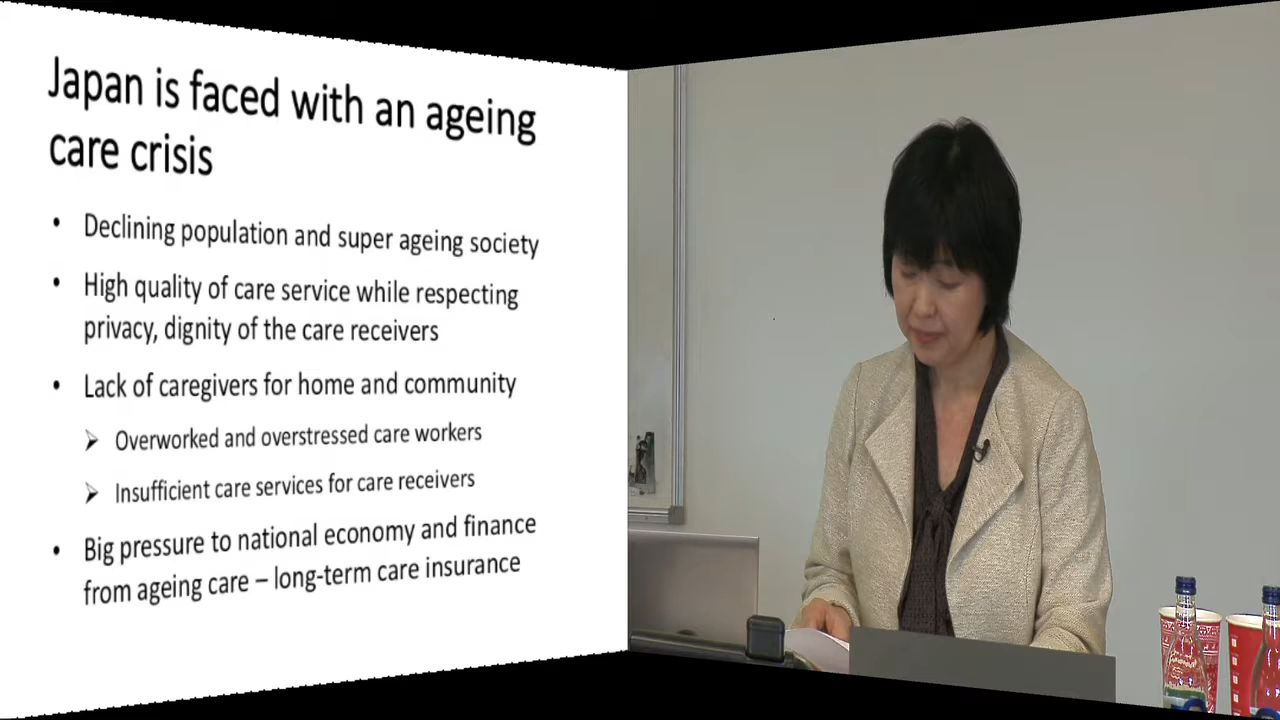 Japan is faced with an ageing
care crisis
• Declining population and super ageing society
• High quality of care service while respecting
privacy, dignity of the care receivers
• Lack of caregivers for home and community
➢ Overworked and overstressed care workers
➢ Insufficient care services for care receivers
• Big pressure to national economy and finance
from ageing care – long-term care insurance